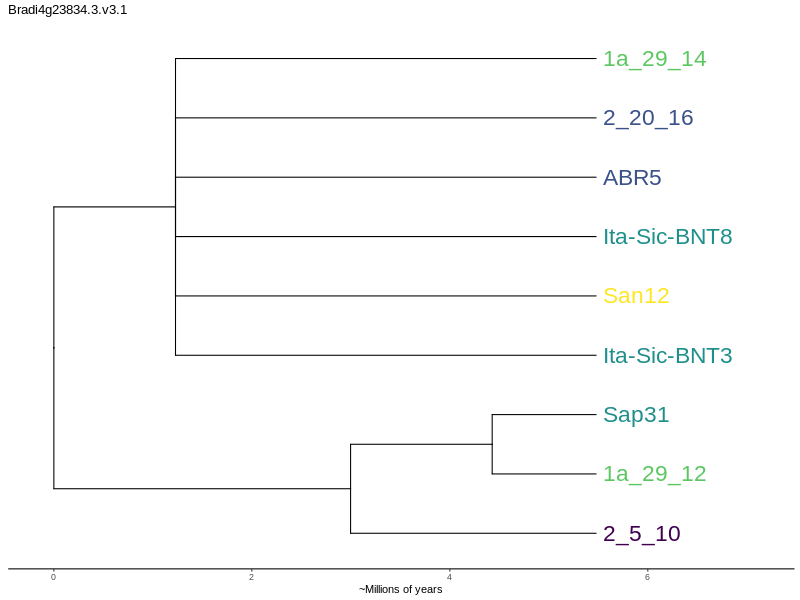 Bradi4g23834.3.v3.1
1a_29_14
2_20_16
ABR5
Ita-Sic-BNT8
San12
Ita-Sic-BNT3
Sap31
1a_29_12
2_5_10
0 2 4 6
~Millions of years